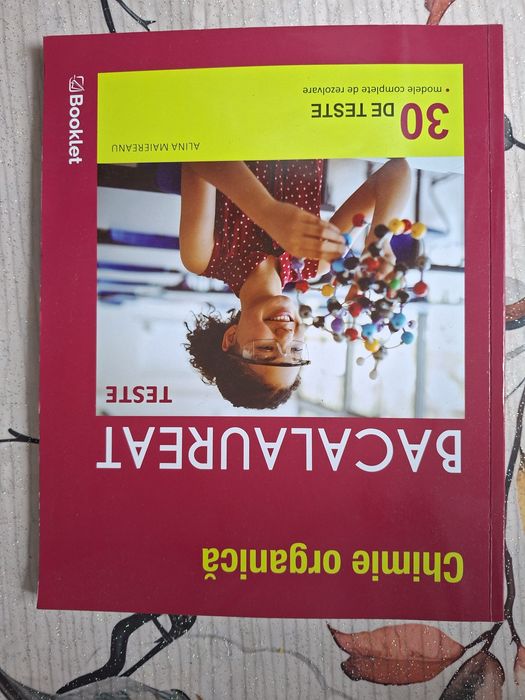 Chimie organică
BACALAUREAT
TESTE
ALINA MAIEREANU
30 DE TESTE
• modele complete de rezolvare
Booklet